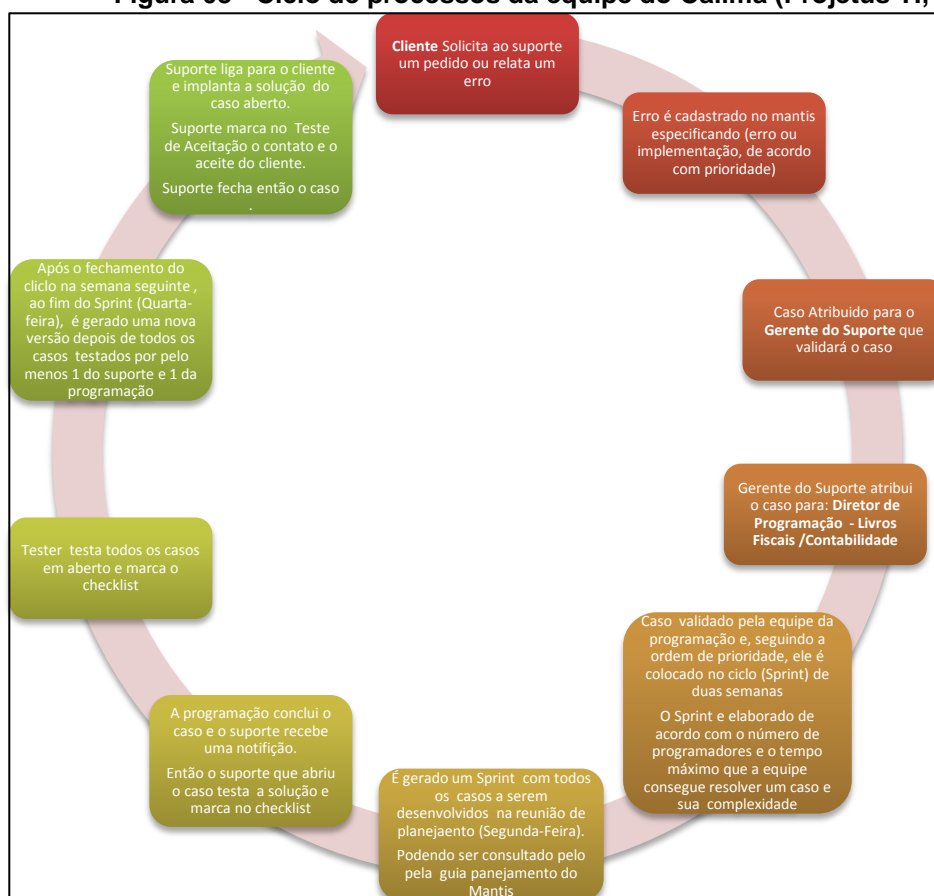 Figura 06 - Ciclo de processos da equipe do Calima (Projetus TI,
Cliente Solicita ao suporte
um pedido ou relata um
erro
Erro é cadastrado no mantis
especificando (erro ou
implementação, de acordo
com prioridade)
Caso Atribuido para o
Gerente do Suporte que
validará o caso
Gerente do Suporte atribui
o caso para: Diretor de
Programação - Livros
Fiscais /Contabilidade
Caso validado pela equipe da
programação e, seguindo a
ordem de prioridade, ele é
colocado no ciclo (Sprint) de
duas semanas
O Sprint e elaborado de
acordo com o número de
programadores e o tempo
máximo que a equipe
consegue resolver um caso e
sua complexidade
É gerado um Sprint com todos
os casos a serem
desenvolvidos na reunião de
planejaento (Segunda-Feira).
Podendo ser consultado pelo
pela guia panejamento do
Mantis
A programação conclui o
caso e o suporte recebe
uma notifição.
Então o suporte que abriu
o caso testa a solução e
marca no checklist
Tester testa todos os casos
em aberto e marca o
checklist
Após o fechamento do
cliclo na semana seguinte ,
ao fim do Sprint (Quarta-
feira), é gerado uma nova
versão depois de todos os
casos testados por pelo
menos 1 do suporte e 1 da
programação
Suporte liga para o cliente
e implanta a solução do
caso aberto.
Suporte marca no Teste
de Aceitação o contato e o
aceite do cliente.
Suporte fecha então o caso
.